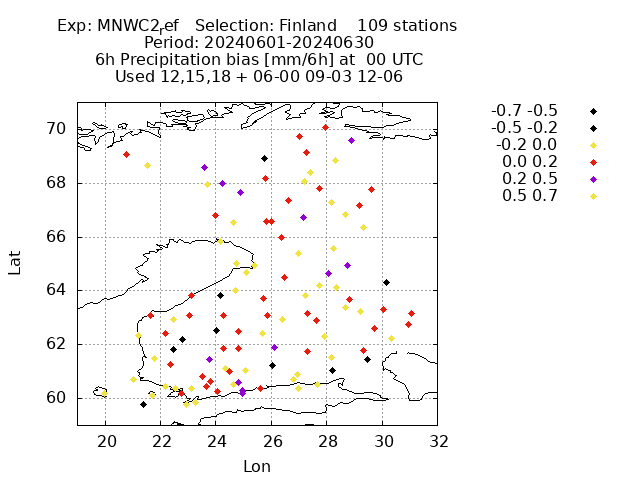 Exp: MNWC2ref   Selection: Finland    109 stations
Period: 20240601-20240630
6h Precipitation bias [mm/6h] at  00 UTC
Used 12,15,18 + 06-00 09-03 12-06
-0.7 -0.5
-0.5 -0.2
-0.2 0.0
0.0 0.2
0.2 0.5
0.5 0.7
70
68
66
64
62
60
Lat
20 22 24 26 28 30 32
Lon